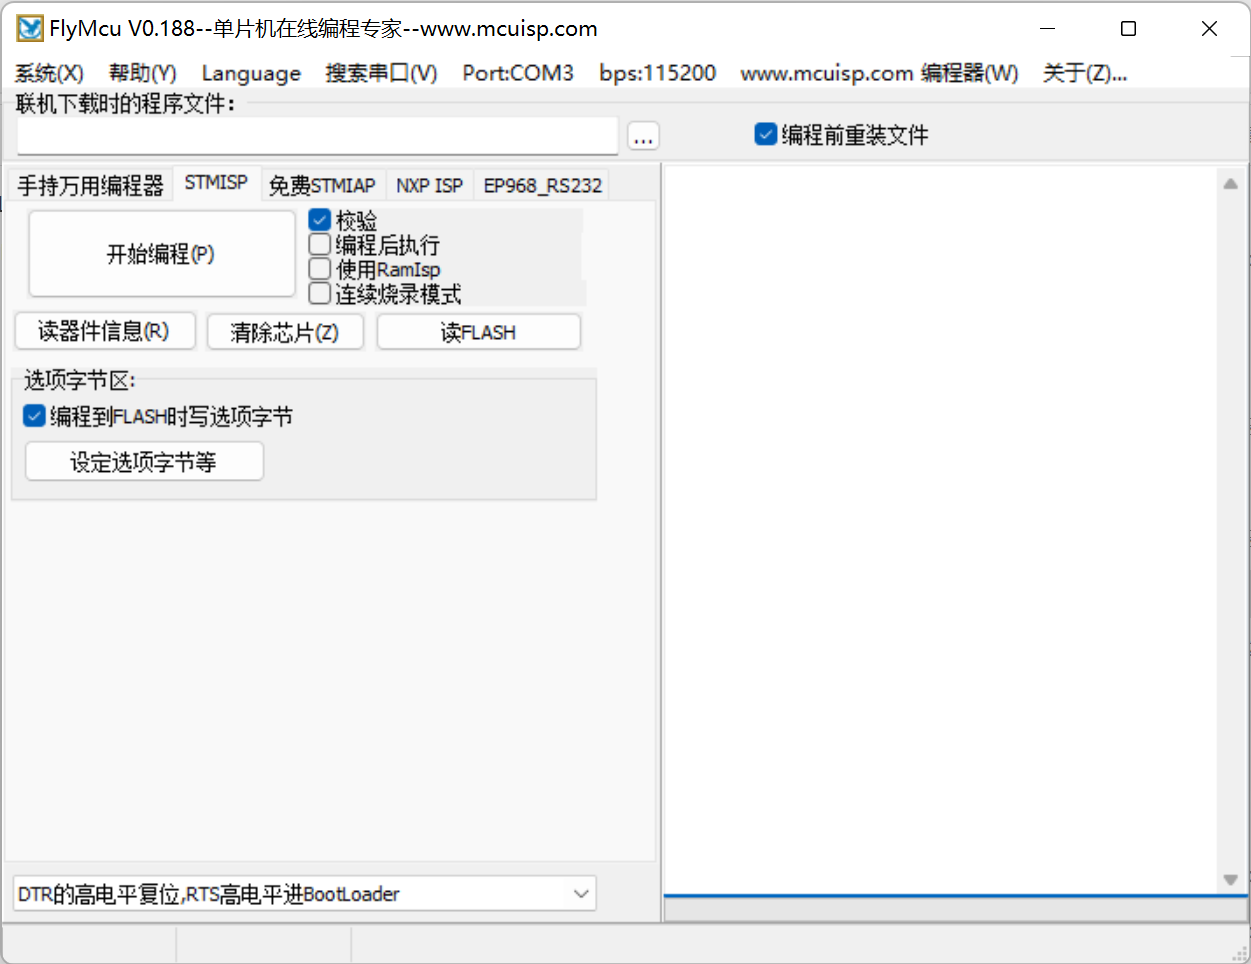 FlyMcu V0.188--单片机在线编程专家--www.mcuisp.com
系统(X) 帮助(Y) Language 搜索串口(V) Port:COM3 bps:115200 www.mcuisp.com 编程器(W) 关于(Z)...
联机下载时的程序文件：
...
编程前重装文件
手持万用编程器 STMISP 免费STMIAP NXP ISP EP968_RS232
开始编程(P)
校验
编程后执行
使用RamIsp
连续烧录模式
读器件信息(R) 清除芯片(Z) 读FLASH
选项字节区:
编程到FLASH时写选项字节
设定选项字节等
DTR的高电平复位,RTS高电平进BootLoader